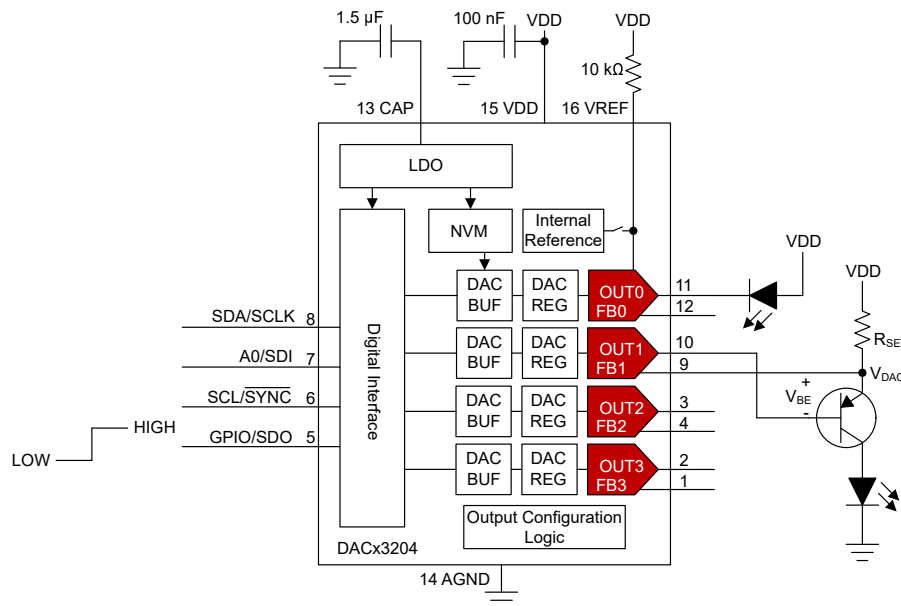 1.5 µF
100 nF
VDD
VDD
10 kΩ
13 CAP
15 VDD
16 VREF
LDO
NVM
Internal
Reference
VDD
VDD
DAC
BUF
DAC
REG
OUT0
FB0
11
12
RSE
SDA/SCLK
8
DAC
BUF
DAC
REG
OUT1
FB1
10
9
VDAC
A0/SDI
7
Digital Interface
+
VBE
-
SCL/SYNC
6
DAC
BUF
DAC
REG
OUT2
FB2
3
4
LOW
HIGH
GPIO/SDO
5
DAC
BUF
DAC
REG
OUT3
FB3
2
1
Output Configuration
Logic
DACx3204
14 AGND